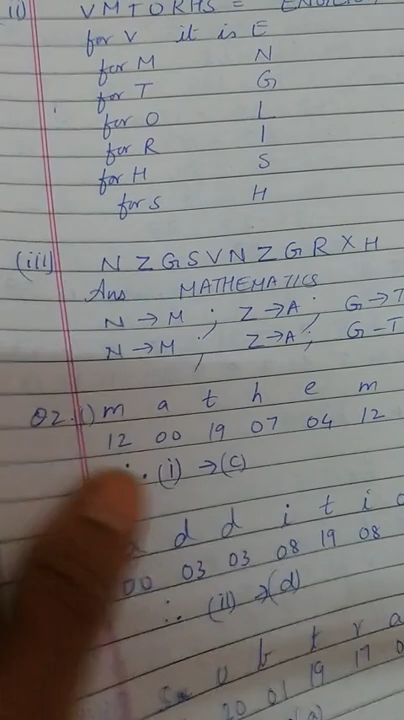 ii) VMTORHS =
for V it is E
for M N
for T G
for O L
for R I
for H S
for S H
(iii) NZGSVNZGRXH
Ans MATHEMATICS
N → M ; Z → A ; G → T
N → M ; Z → A ; G - T
Q2. i) m a t h e m
12 00 19 07 04 12
∴ (i) → (c)
d d i t i
00 03 03 08 19 08
∴ (ii) → (d)
u b t r a
20 01 19 17